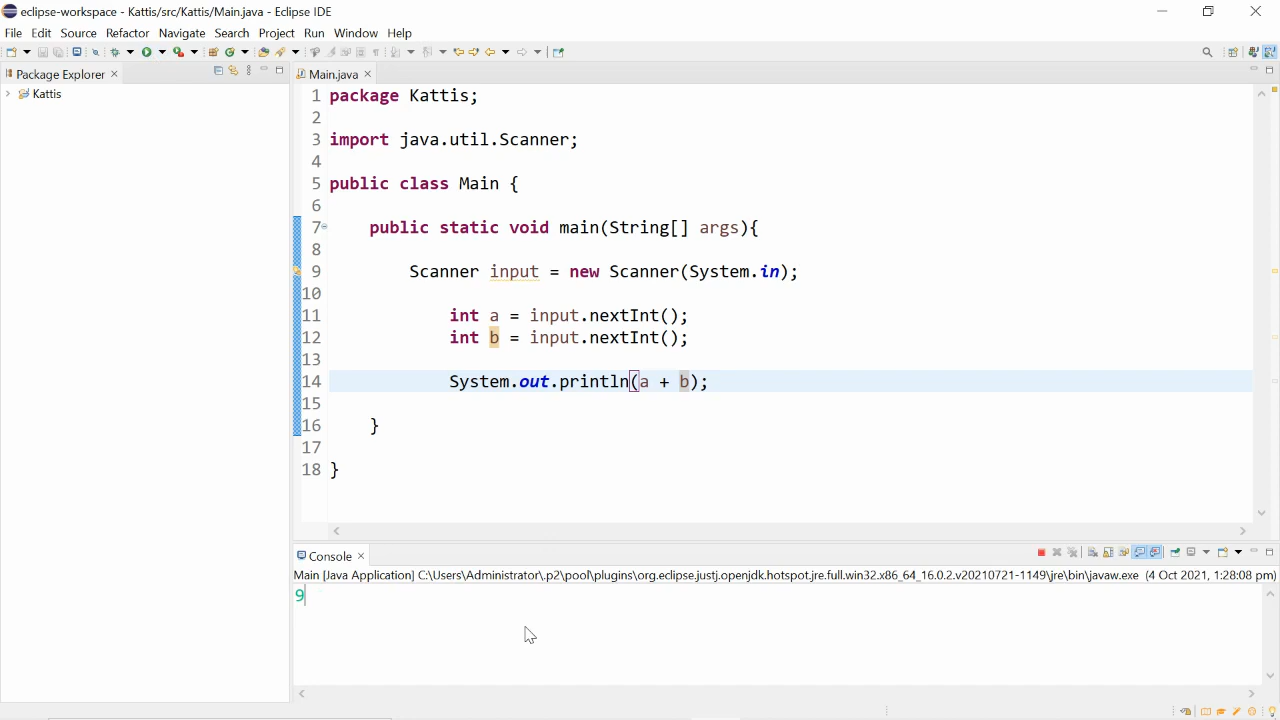 eclipse-workspace - Kattis/src/Kattis/Main.java - Eclipse IDE
File Edit Source Refactor Navigate Search Project Run Window Help
Package Explorer
Main.java
Kattis
1 package Kattis;
2
3 import java.util.Scanner;
4
5 public class Main {
6
7 public static void main(String[] args){
8
9 Scanner input = new Scanner(System.in);
10
11 int a = input.nextInt();
12 int b = input.nextInt();
13
14 System.out.println(a + b);
15
16 }
17
18 }
Console
Main [Java Application] C:\Users\Administrator\.p2\pool\plugins\org.eclipse.justj.openjdk.hotspot.jre.full.win32.x86_64_16.0.2.v20210721-1149\jre\bin\javaw.exe (4 Oct 2021, 1:28:08 pm)
9